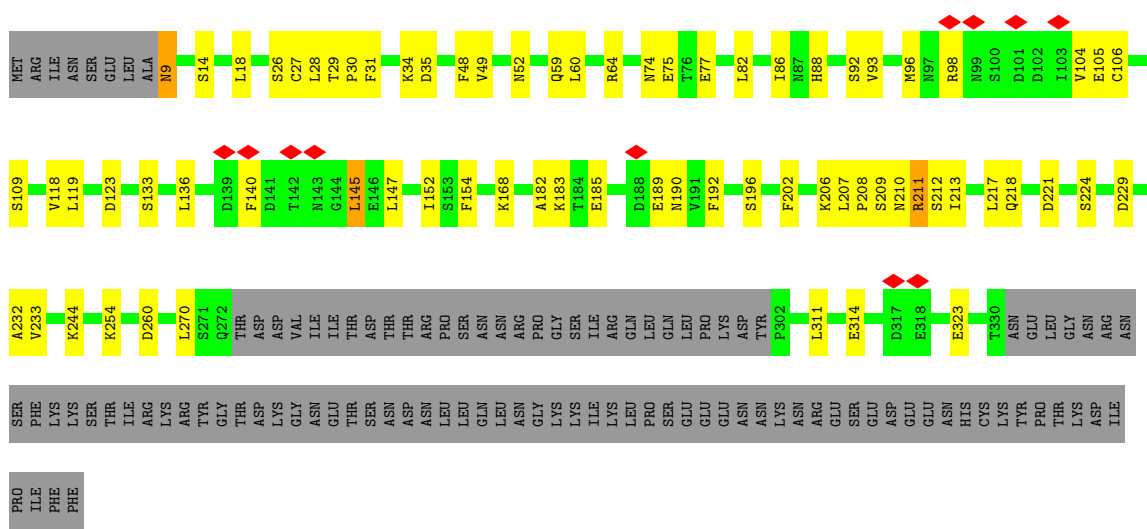 MET ARG ILE ASN SER GLU LEU ALA N9 S14 L18 S26 C27 L28 T29 P30 F31 K34 D35 F48 V49 N52 Q59 L60 R64 N74 E75 T76 E77 L82 I86 N87 H88 S92 V93 M96 N97 R98 N99 S100 D101 D102 I103 V104 E105 C106
S109 V118 L119 D123 S133 L136 D139 F140 D141 T142 N143 G144 L145 E146 L147 I152 S153 F154 K168 A182 K183 T184 E185 D188 E189 N190 V191 F192 S196 F202 K206 L207 P208 S209 N210 R211 S212 I213 L217 Q218 D221 S224 D229
A232 V233 K244 K254 D260 L270 S271 Q272 THR ASP ASP VAL ILE ILE THR ASP THR THR ARG PRO SER ASN ASN ARG PRO GLY SER ILE ARG GLN LEU GLN LEU PRO LYS ASP TYR P302 L311 E314 D317 E318 E323 T330 ASN GLU LEU GLY ASN ARG ASN
SER PHE LYS LYS SER THR ILE ARG LYS ARG TYR GLY THR ASP LYS GLY ASN GLU THR SER ASN ASP ASN LEU LEU GLN LEU ASN GLY LYS LYS ILE LYS LEU PRO SER GLU GLU GLU ASN ASN LYS ASN ARG GLU SER GLU ASP GLU GLU ASN HIS CYS LYS TYR PRO THR LYS ASP ILE
PRO ILE PHE PHE